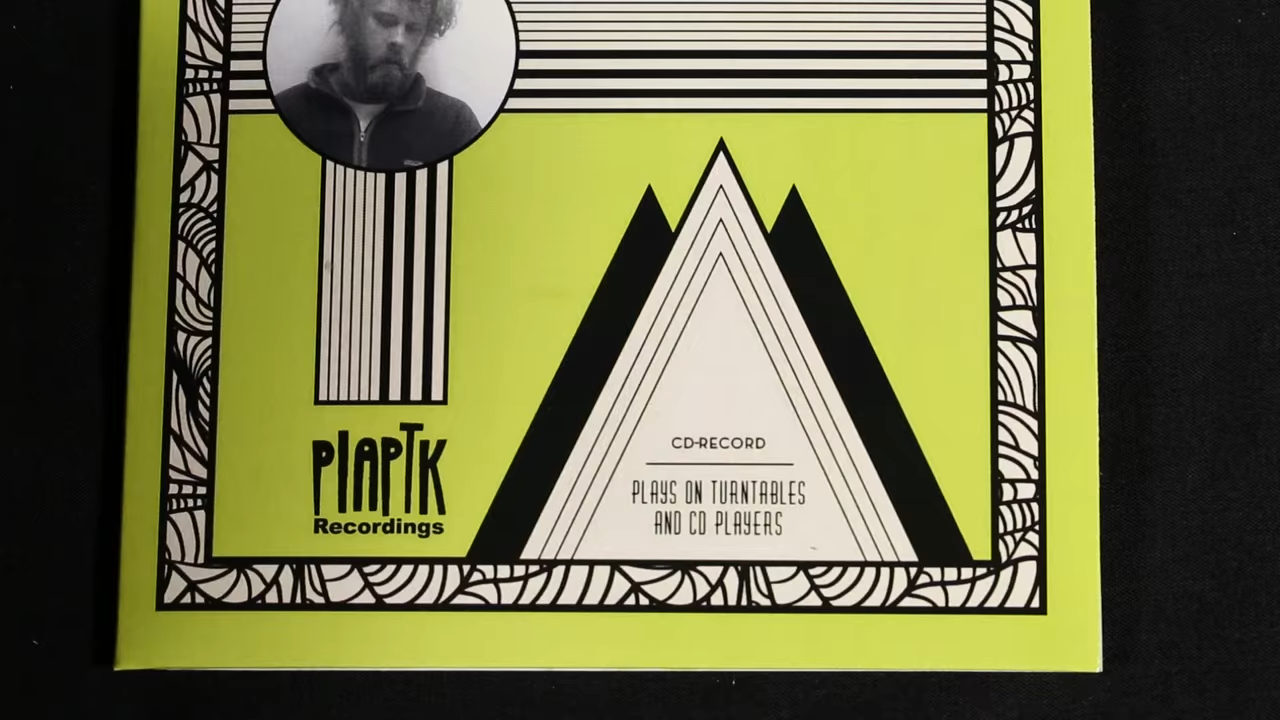 PIAPTK
Recordings
CD-RECORD
PLAYS ON TURNTABLES
AND CD PLAYERS